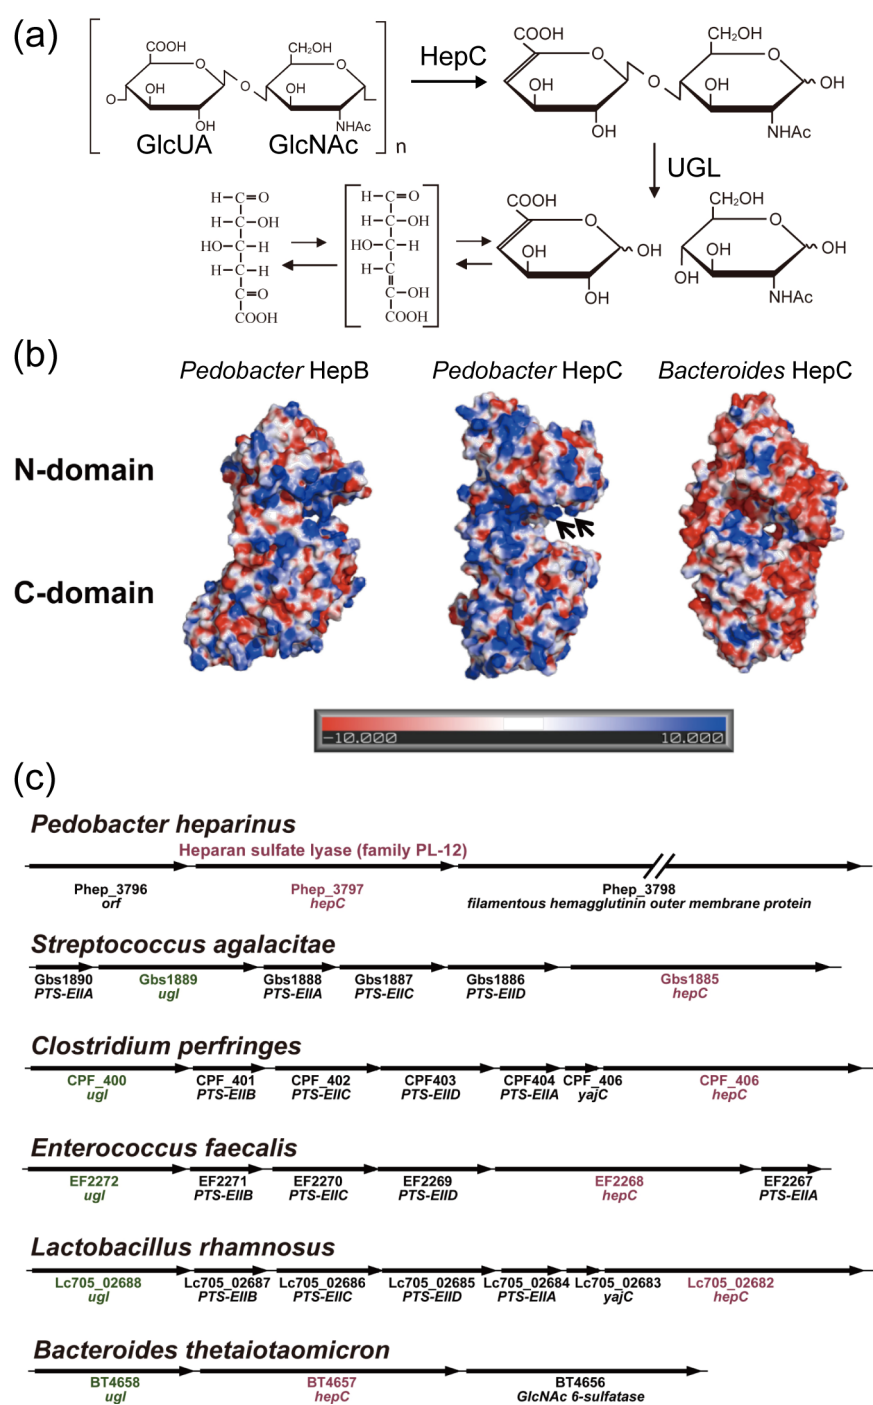 (a)
COOH
O
OH
OH
GlcUA
O
O
CH₂OH
O
OH
NHAc
GlcNAc
n
HepC
COOH
O
OH
OH
O
CH₂OH
O
OH
OH
NHAc
UGL
H C=O
H C OH
HO C H
H C H
C=O
COOH
H C=O
H C OH
HO C H
H C
C OH
COOH
COOH
O
OH
OH
OH
CH₂OH
O
OH
OH
OH
NHAc
(b)
Pedobacter HepB
Pedobacter HepC
Bacteroides HepC
N-domain
C-domain
-10.000
10.000
(c)
Pedobacter heparinus
Heparan sulfate lyase (family PL-12)
Phep_3796
orf
Phep_3797
hepC
Phep_3798
filamentous hemagglutinin outer membrane protein
Streptococcus agalacitae
Gbs1890
PTS-EIIA
Gbs1889
ugl
Gbs1888
PTS-EIIA
Gbs1887
PTS-EIIC
Gbs1886
PTS-EIID
Gbs1885
hepC
Clostridium perfringes
CPF_400
ugl
CPF_401
PTS-EIIB
CPF_402
PTS-EIIC
CPF403
PTS-EIID
CPF404
PTS-EIIA
CPF_406
yajC
CPF_406
hepC
Enterococcus faecalis
EF2272
ugl
EF2271
PTS-EIIB
EF2270
PTS-EIIC
EF2269
PTS-EIID
EF2268
hepC
EF2267
PTS-EIIA
Lactobacillus rhamnosus
Lc705_02688
ugl
Lc705_02687
PTS-EIIB
Lc705_02686
PTS-EIIC
Lc705_02685
PTS-EIID
Lc705_02684
PTS-EIIA
Lc705_02683
yajC
Lc705_02682
hepC
Bacteroides thetaiotaomicron
BT4658
ugl
BT4657
hepC
BT4656
GlcNAc 6-sulfatase